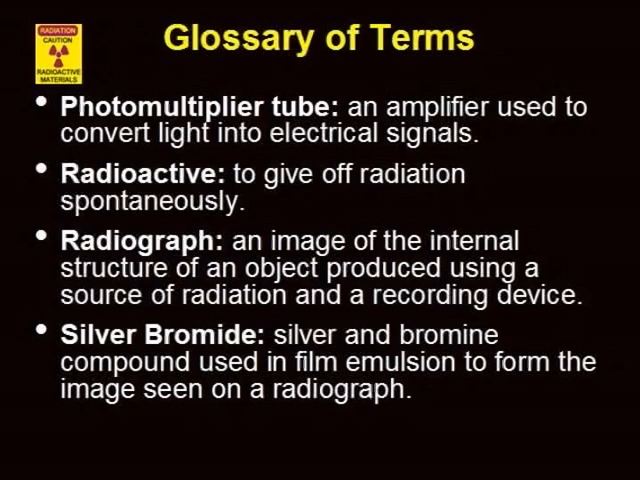 RADIATION
CAUTION
RADIOACTIVE
MATERIALS
Glossary of Terms
• Photomultiplier tube: an amplifier used to
convert light into electrical signals.
• Radioactive: to give off radiation
spontaneously.
• Radiograph: an image of the internal
structure of an object produced using a
source of radiation and a recording device.
• Silver Bromide: silver and bromine
compound used in film emulsion to form the
image seen on a radiograph.